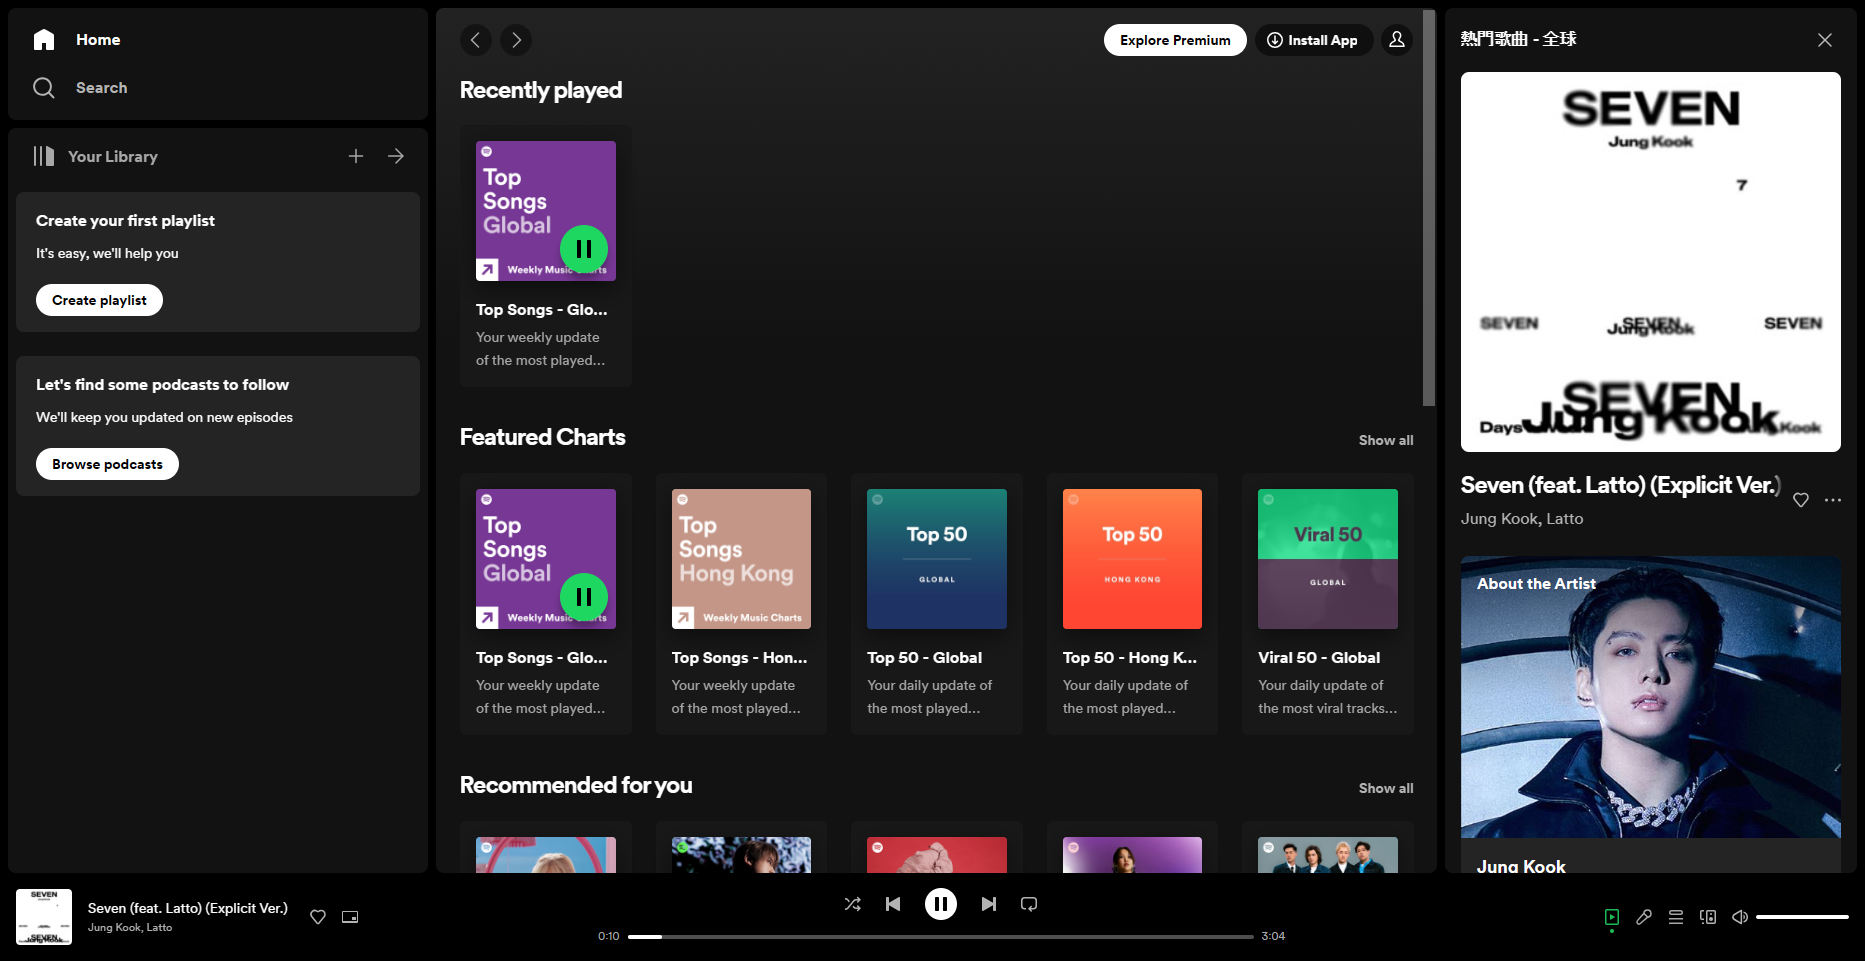 Home
Search
Your Library
Create your first playlist
It's easy, we'll help you
Create playlist
Let's find some podcasts to follow
We'll keep you updated on new episodes
Browse podcasts
Explore Premium
Install App
Recently played
Top
Songs
Global
Weekly Music Charts
Top Songs - Glo...
Your weekly update
of the most played...
Featured Charts
Show all
Top
Songs
Global
Weekly Music Charts
Top Songs - Glo...
Your weekly update
of the most played...
Top
Songs
Hong Kong
Weekly Music Charts
Top Songs - Hon...
Your weekly update
of the most played...
Top 50
GLOBAL
Top 50 - Global
Your daily update of
the most played...
Top 50
HONG KONG
Top 50 - Hong K...
Your daily update of
the most played...
Viral 50
GLOBAL
Viral 50 - Global
Your daily update of
the most viral tracks...
Recommended for you
Show all
熱門歌曲 - 全球
SEVEN
Jung Kook
7
SEVEN
SEVEN
Jung Kook
SEVEN
SEVEN
Jung Kook
Days
Kook
Seven (feat. Latto) (Explicit Ver.)
Jung Kook, Latto
About the Artist
Jung Kook
SEVEN
Jung Kook
Seven (feat. Latto) (Explicit Ver.)
Jung Kook, Latto
0:10
3:04